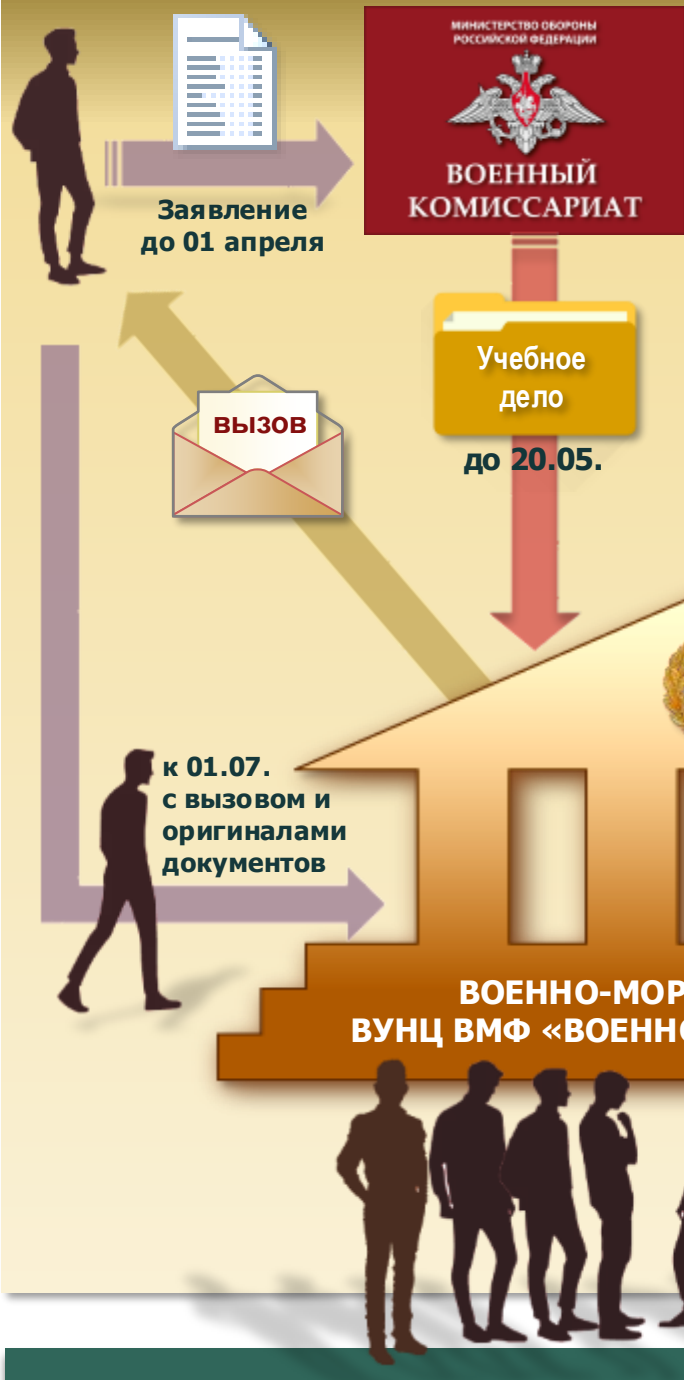 МИНИСТЕРСТВО ОБОРОНЫ
РОССИЙСКОЙ ФЕДЕРАЦИИ
ВОЕННЫЙ
КОМИССАРИАТ
Заявление
до 01 апреля
Учебное
дело
до 20.05.
вызов
к 01.07.
с вызовом и
оригиналами
документов
ВОЕННО-МОР
ВУНЦ ВМФ «ВОЕННО